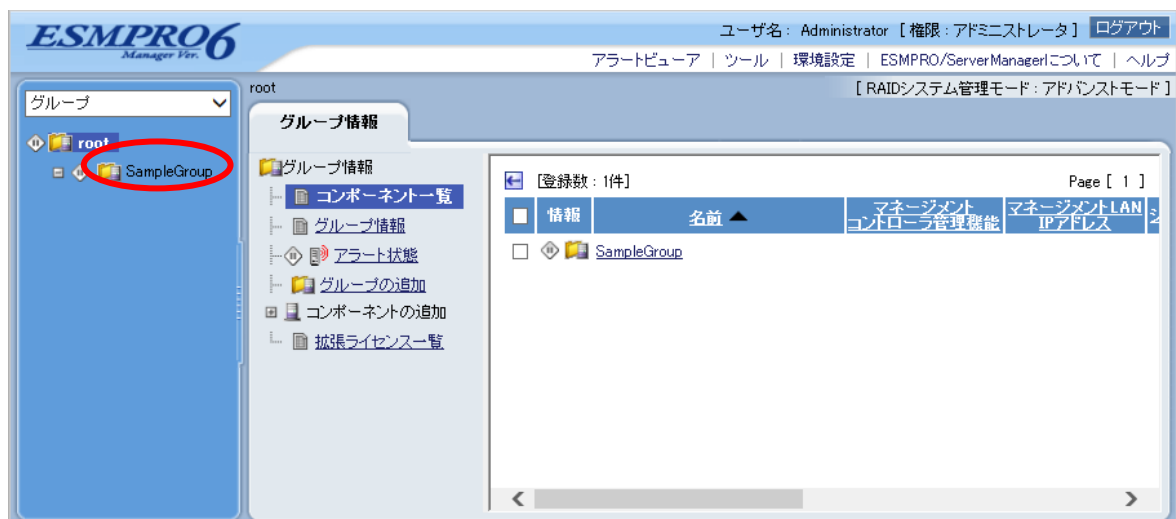 ESMPRO6
Manager Ver.
ユーザ名 : Administrator [ 権限 : アドミニストレータ ] ログアウト
アラートビューア | ツール | 環境設定 | ESMPRO/ServerManagerについて | ヘルプ
グループ
root
SampleGroup
root
[ RAIDシステム管理モード : アドバンストモード ]
グループ情報
グループ情報
コンポーネント一覧
グループ情報
アラート状態
グループの追加
コンポーネントの追加
拡張ライセンス一覧
[登録数 : 1件]
Page [ 1 ]
情報
名前 ▲
マネージメント
コントローラ管理機能
マネージメントLAN
IPアドレス
シ
SampleGroup